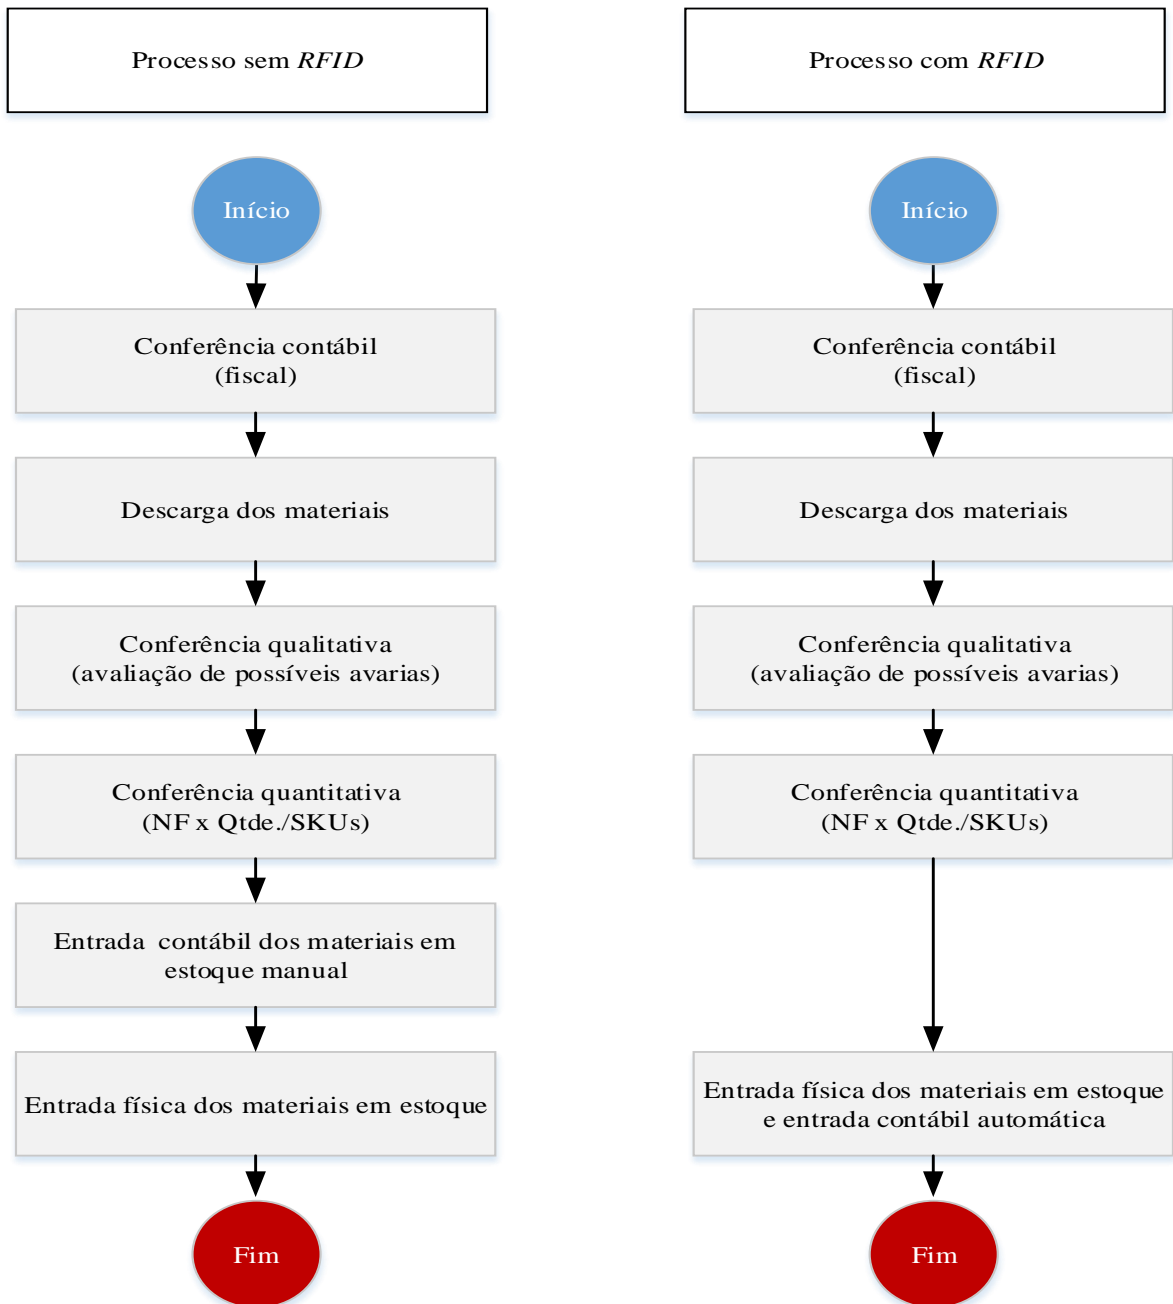 Processo sem RFID
Início
Conferência contábil
(fiscal)
Descarga dos materiais
Conferência qualitativa
(avaliação de possíveis avarias)
Conferência quantitativa
(NF x Qtde./SKUs)
Entrada contábil dos materiais em
estoque manual
Entrada física dos materiais em estoque
Fim
Processo com RFID
Início
Conferência contábil
(fiscal)
Descarga dos materiais
Conferência qualitativa
(avaliação de possíveis avarias)
Conferência quantitativa
(NF x Qtde./SKUs)
Entrada física dos materiais em estoque
e entrada contábil automática
Fim